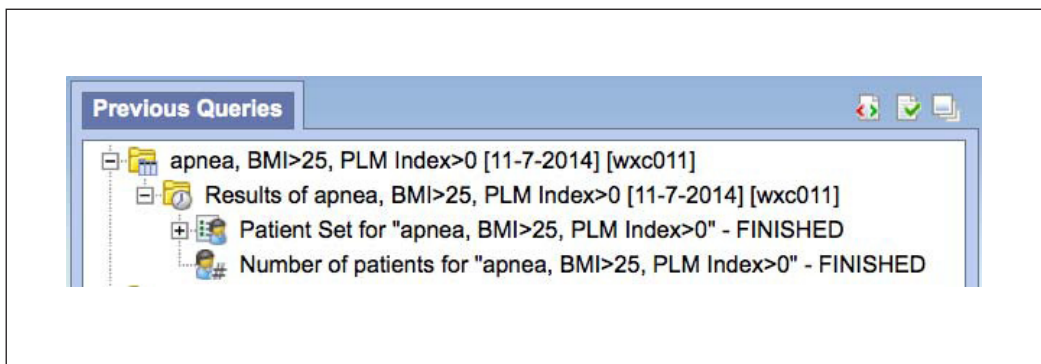 Previous Queries
apnea, BMI>25, PLM Index>0 [11-7-2014] [wxc011]
Results of apnea, BMI>25, PLM Index>0 [11-7-2014] [wxc011]
Patient Set for "apnea, BMI>25, PLM Index>0" - FINISHED
Number of patients for "apnea, BMI>25, PLM Index>0" - FINISHED